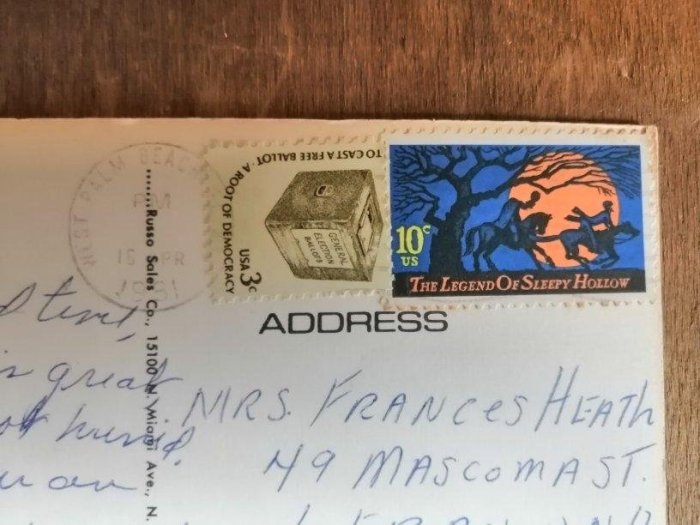 WEST PALM BEACH
PM
15 APR
TO CAST A FREE BALLOT · A ROOT OF DEMOCRACY
USA 3c
GENERAL
ELECTION
BALLOTS
10c
US
THE LEGEND OF SLEEPY HOLLOW
Russo Sales Co., 15100 N. Miami Ave., N.
ADDRESS
time,
great
MRS. FRANCES HEATH
49 MASCOMA ST.